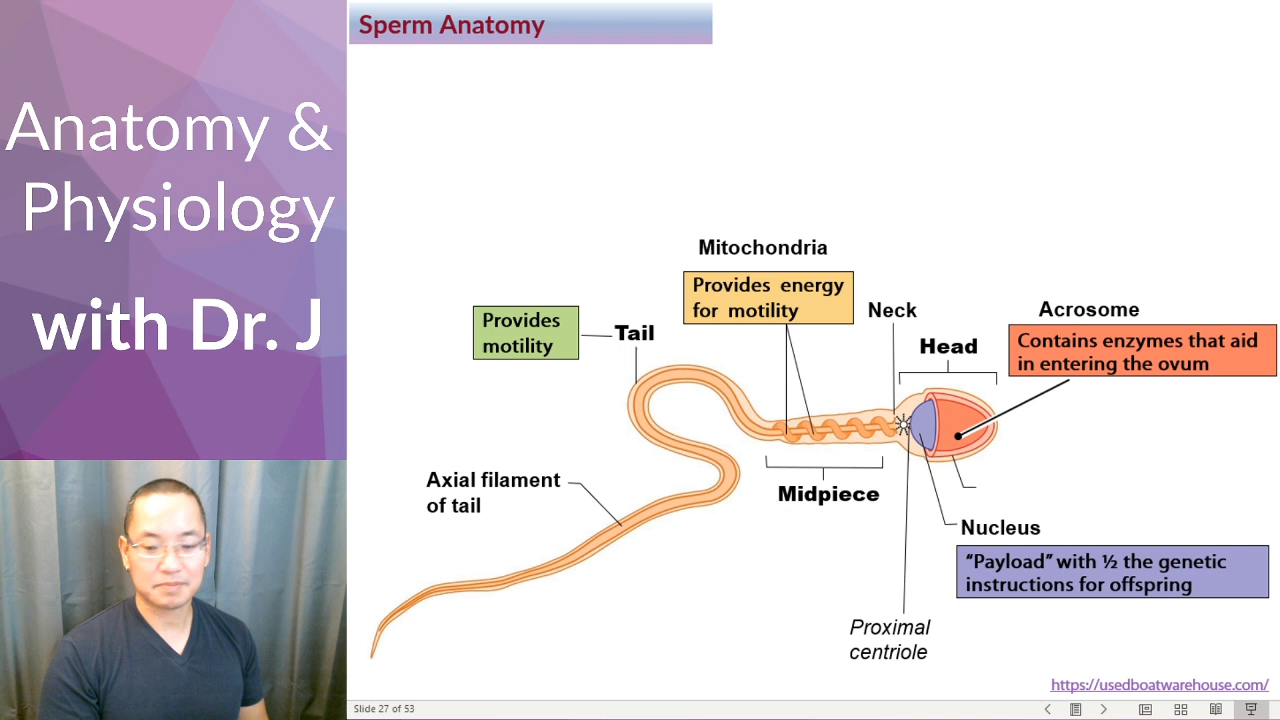 Anatomy &
Physiology
with Dr. J
Sperm Anatomy
Mitochondria
Provides energy
for motility
Neck
Acrosome
Contains enzymes that aid
in entering the ovum
Provides
motility
Tail
Head
Axial filament
of tail
Midpiece
Nucleus
“Payload” with ½ the genetic
instructions for offspring
Proximal
centriole
https://usedboatwarehouse.com/
Slide 27 of 53